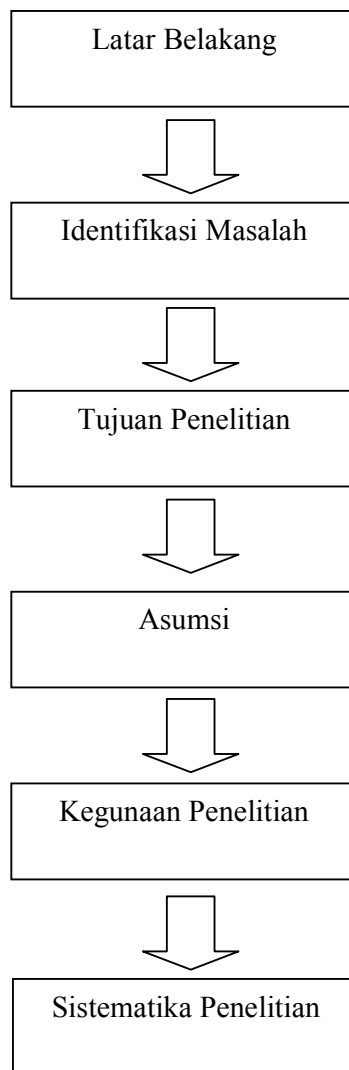 Latar Belakang
Identifikasi Masalah
Tujuan Penelitian
Asumsi
Kegunaan Penelitian
Sistematika Penelitian